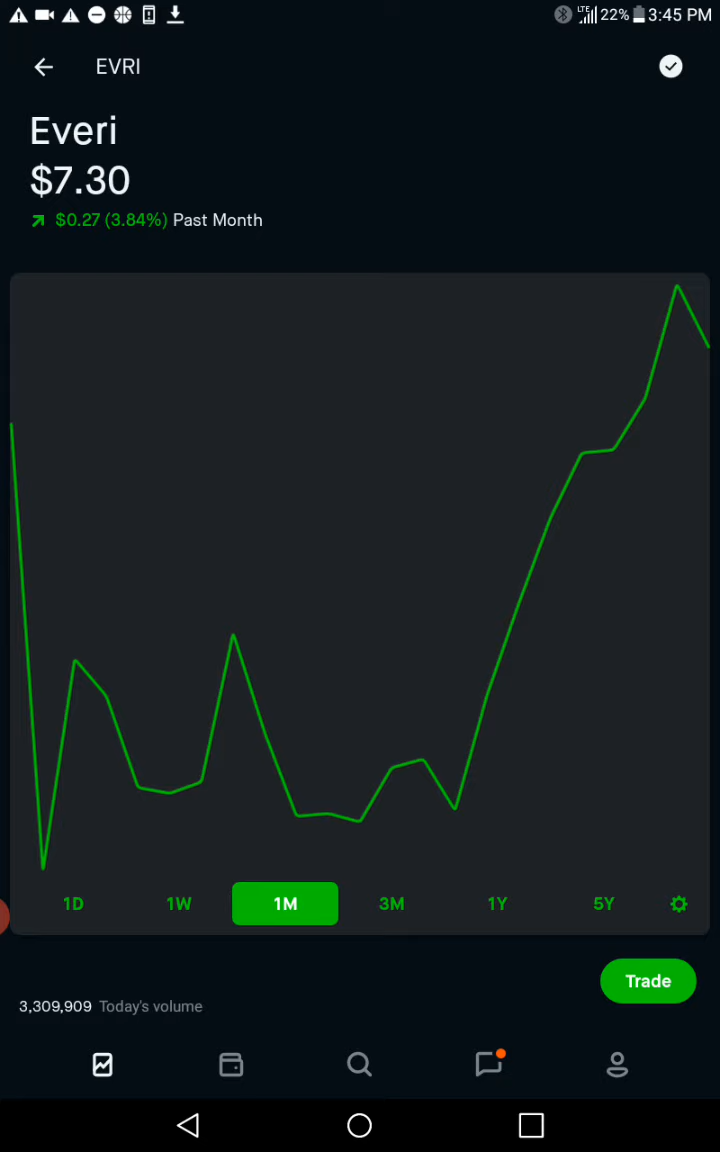 LTE 22% 3:45 PM
EVRI
Everi
$7.30
$0.27 (3.84%) Past Month
1D 1W 1M 3M 1Y 5Y
Trade
3,309,909 Today's volume